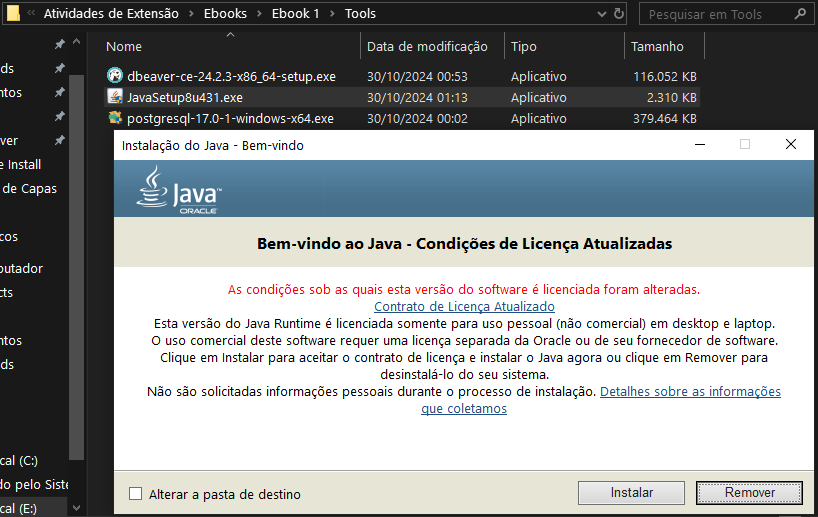 « Atividades de Extensão > Ebooks > Ebook 1 > Tools
Pesquisar em Tools
Nome Data de modificação Tipo Tamanho
dbeaver-ce-24.2.3-x86_64-setup.exe 30/10/2024 00:53 Aplicativo 116.052 KB
JavaSetup8u431.exe 30/10/2024 01:13 Aplicativo 2.310 KB
postgresql-17.0-1-windows-x64.exe 30/10/2024 00:02 Aplicativo 379.464 KB
ds
ntos
ver
e Install
de Capas
cos
putador
cts
ntos
ds
cal (C:)
do pelo Siste
cal (E:)
Instalação do Java - Bem-vindo
Java™
ORACLE
Bem-vindo ao Java - Condições de Licença Atualizadas
As condições sob as quais esta versão do software é licenciada foram alteradas.
Contrato de Licença Atualizado
Esta versão do Java Runtime é licenciada somente para uso pessoal (não comercial) em desktop e laptop.
O uso comercial deste software requer uma licença separada da Oracle ou de seu fornecedor de software.
Clique em Instalar para aceitar o contrato de licença e instalar o Java agora ou clique em Remover para
desinstalá-lo do seu sistema.
Não são solicitadas informações pessoais durante o processo de instalação. Detalhes sobre as informações
que coletamos
Alterar a pasta de destino
Instalar
Remover